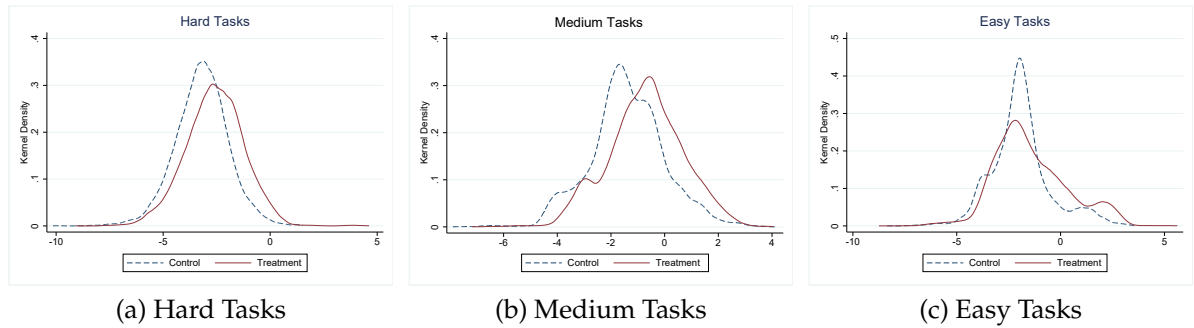 Hard Tasks
Kernel Density
0 .1 .2 .3 .4
-10 -5 0 5
Control Treatment
(a) Hard Tasks
Medium Tasks
Kernel Density
0 .1 .2 .3 .4
-6 -4 -2 0 2 4
Control Treatment
(b) Medium Tasks
Easy Tasks
Kernel Density
0 .1 .2 .3 .4 .5
-10 -5 0 5
Control Treatment
(c) Easy Tasks